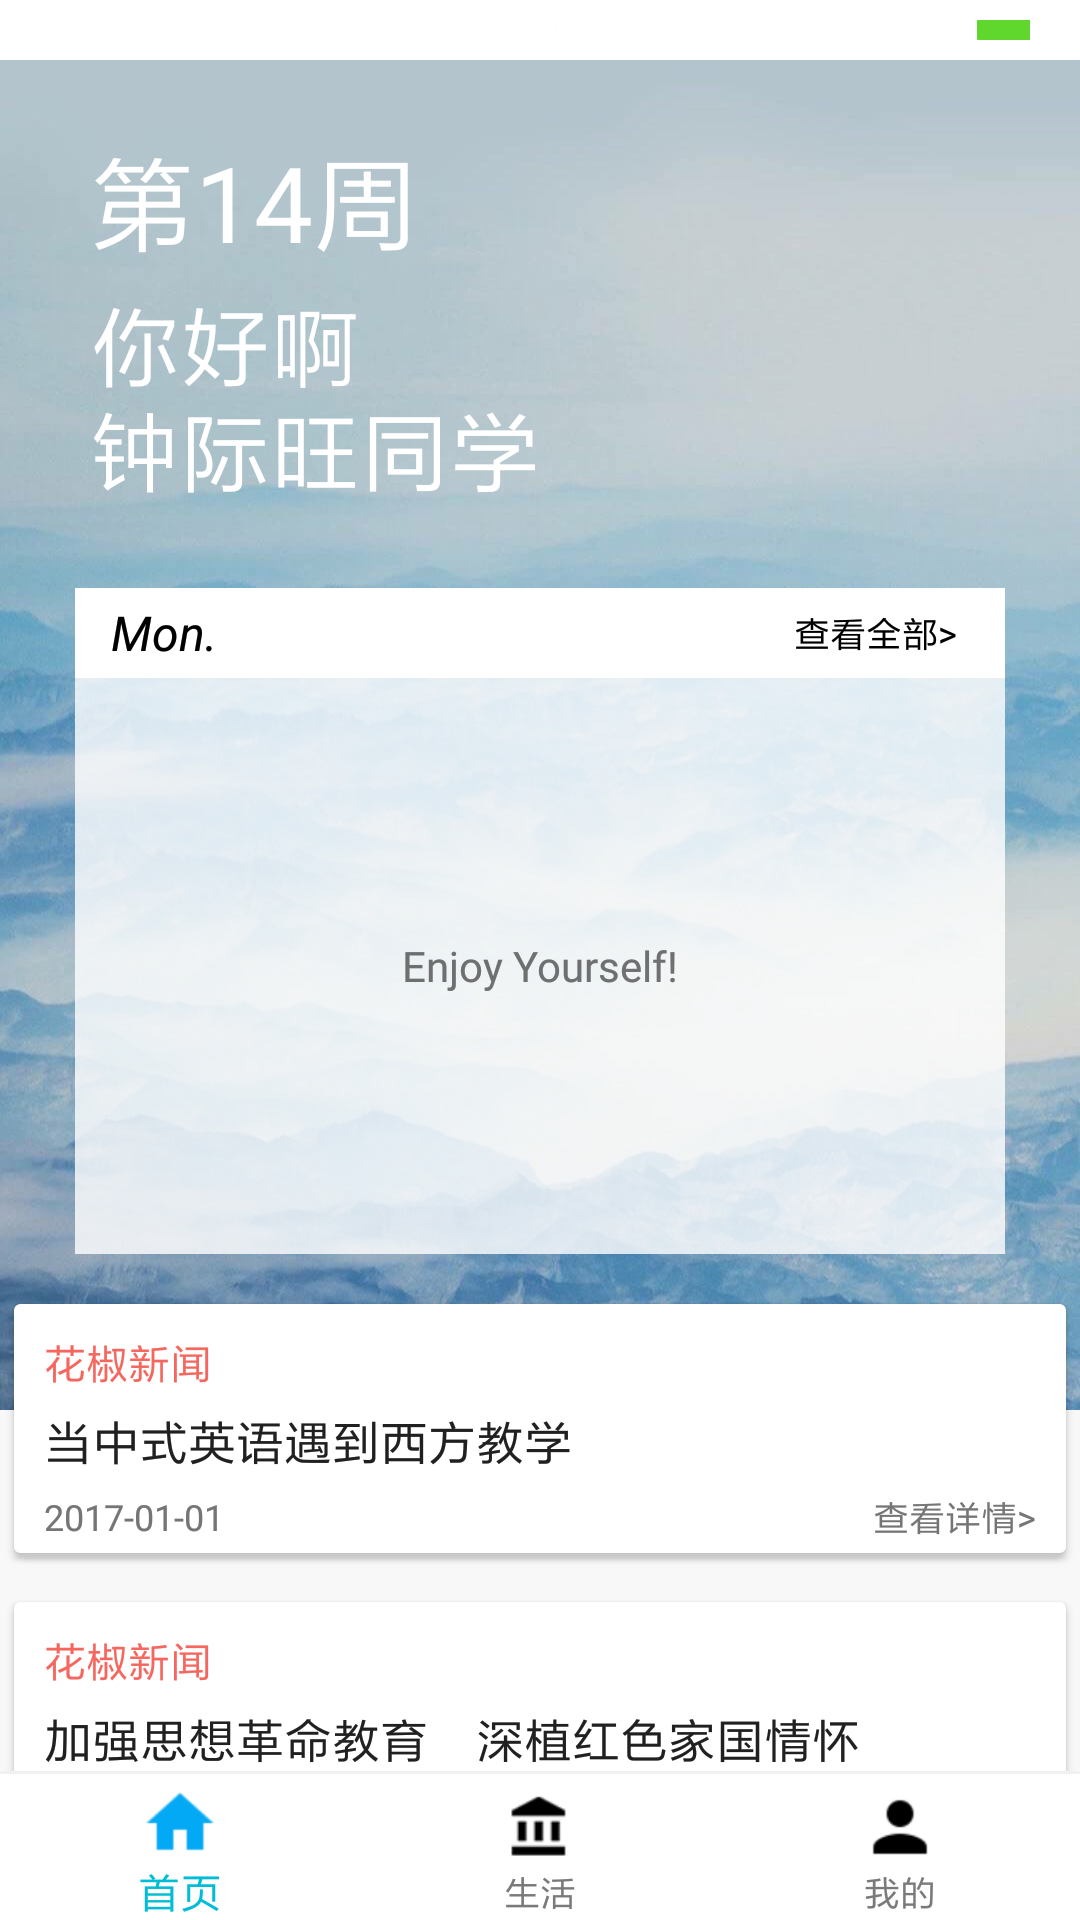 第14周
你好啊
钟际旺同学
Mon.
查看全部>
Enjoy Yourself!
花椒新闻
当中式英语遇到西方教学
2017-01-01
查看详情>
花椒新闻
加强思想革命教育　深植红色家国情怀
首页
生活
我的